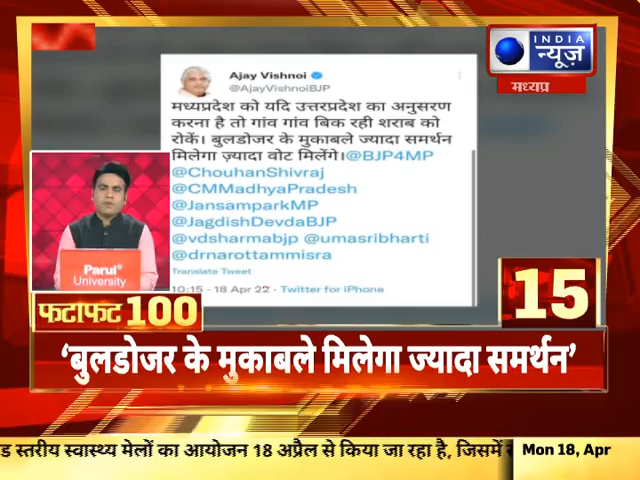 INDIA
न्यूज़
मध्यप्र
Ajay Vishnoi
@AjayVishnoiBJP
मध्यप्रदेश को यदि उत्तरप्रदेश का अनुसरण
करना है तो गांव गांव बिक रही शराब को
रोकें। बुलडोजर के मुकाबले ज्यादा समर्थन
मिलेगा ज़्यादा वोट मिलेंगे।@BJP4MP
@ChouhanShivraj
@CMMadhyaPradesh
@JansamparkMP
@JagdishDevdaBJP
@vdsharmabjp @umasribharti
@drnarottammisra
Translate Tweet
10:15 - 18 Apr 22 - Twitter for iPhone
Parul®
University
फटाफट 100
15
‘बुलडोजर के मुकाबले मिलेगा ज्यादा समर्थन’
ड स्तरीय स्वास्थ्य मेलों का आयोजन 18 अप्रैल से किया जा रहा है, जिसमें
Mon 18, Apr